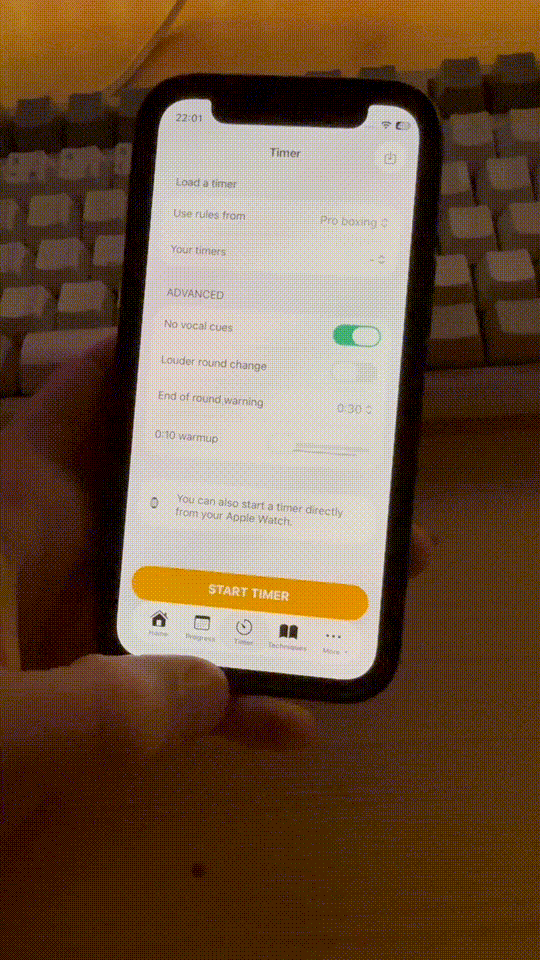 22:01
Timer
Load a timer
Use rules from Pro boxing
Your timers -
ADVANCED
No vocal cues
Louder round change
End of round warning 0:30
0:10 warmup
You can also start a timer directly
from your Apple Watch.
START TIMER
Home Progress Timer Techniques More